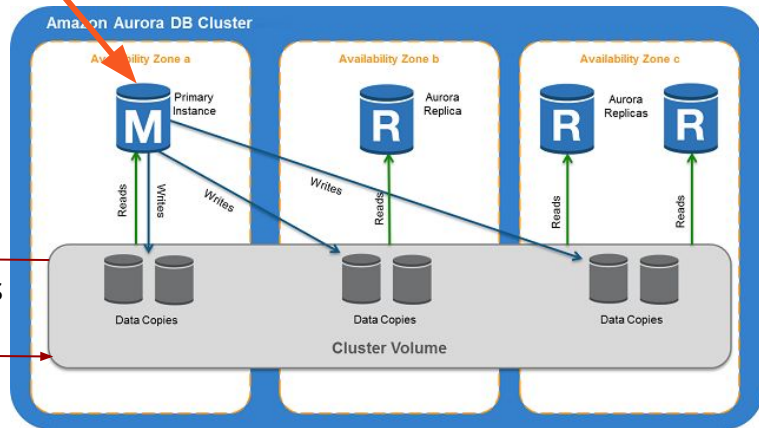 Amazon Aurora DB Cluster
Availability Zone a
Availability Zone b
Availability Zone c
M
Primary
Instance
R
Aurora
Replica
R
Aurora
Replicas
R
Reads
Writes
Writes
Writes
Reads
Reads
Reads
s
Data Copies
Data Copies
Data Copies
Cluster Volume